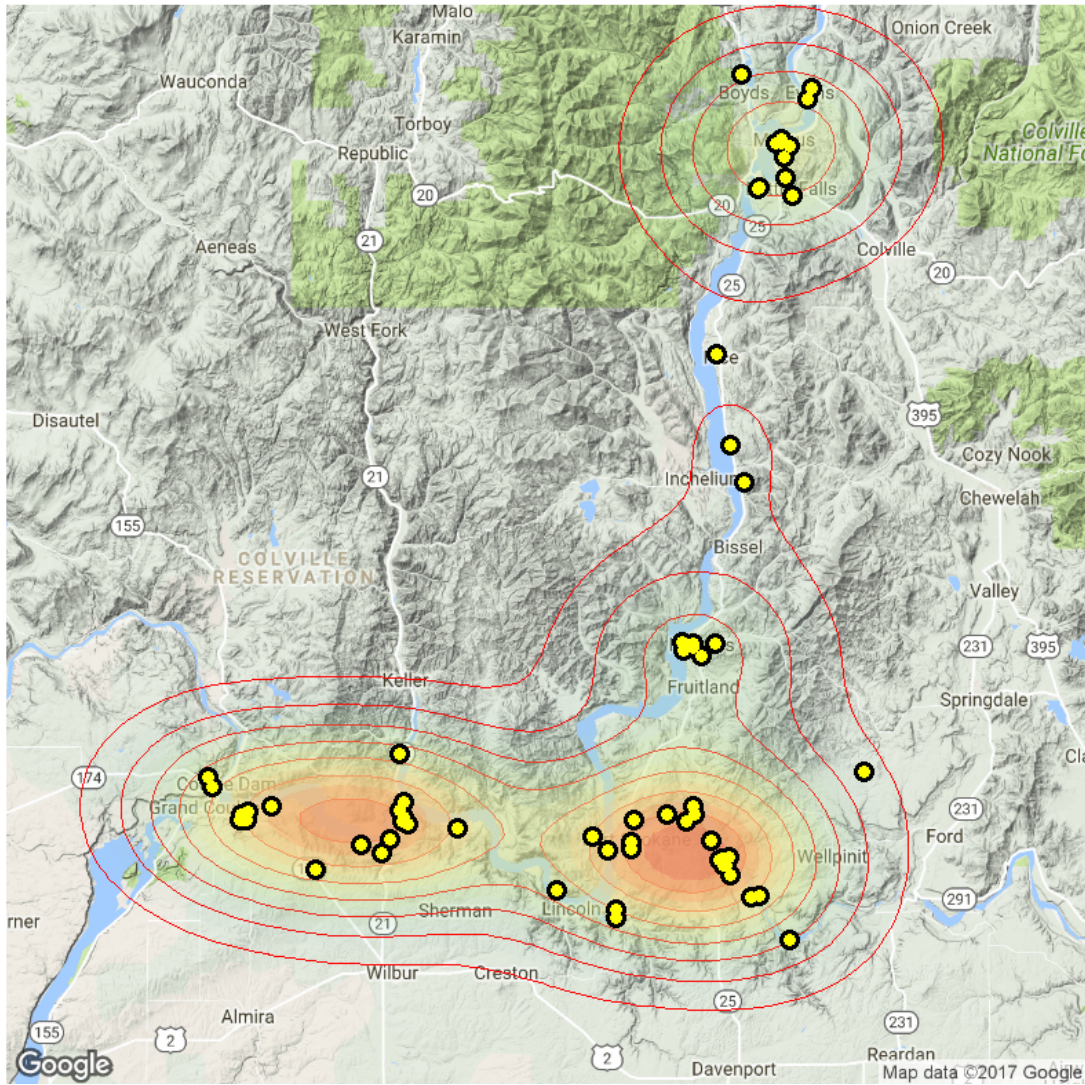 Malo
Karamin
Onion Creek
Wauconda
Boyds
Torboy
Republic
Colvill
National Fo
20
20
20
25
21
Aeneas
Colville
20
25
West Fork
395
Disautel
Cozy Nook
21
Inchelium
Chewelah
155
Bissel
COLVILLE
RESERVATION
Valley
231
395
Keller
Fruitland
Springdale
174
Cla
Grand Cou
231
Ford
Wellpinit
291
Sherman
Lincoln
21
rner
Wilbur
Creston
25
Almira
231
155
2
2
Reardan
Davenport
Google
Map data ©2017 Google